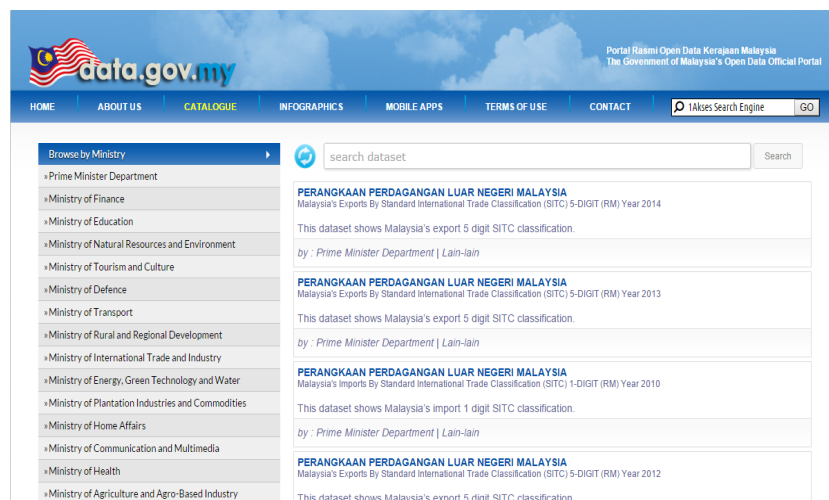 data.gov.my
Portal Rasmi Open Data Kerajaan Malaysia
The Govenment of Malaysia's Open Data Official Portal
HOME ABOUT US CATALOGUE INFOGRAPHICS MOBILE APPS TERMS OF USE CONTACT 1Akses Search Engine GO
Browse by Ministry
»Prime Minister Department
»Ministry of Finance
»Ministry of Education
»Ministry of Natural Resources and Environment
»Ministry of Tourism and Culture
»Ministry of Defence
»Ministry of Transport
»Ministry of Rural and Regional Development
»Ministry of International Trade and Industry
»Ministry of Energy, Green Technology and Water
»Ministry of Plantation Industries and Commodities
»Ministry of Home Affairs
»Ministry of Communication and Multimedia
»Ministry of Health
»Ministry of Agriculture and Agro-Based Industry
search dataset Search
PERANGKAAN PERDAGANGAN LUAR NEGERI MALAYSIA
Malaysia's Exports By Standard International Trade Classification (SITC) 5-DIGIT (RM) Year 2014
This dataset shows Malaysia's export 5 digit SITC classification.
by : Prime Minister Department | Lain-lain
PERANGKAAN PERDAGANGAN LUAR NEGERI MALAYSIA
Malaysia's Exports By Standard International Trade Classification (SITC) 5-DIGIT (RM) Year 2013
This dataset shows Malaysia's export 5 digit SITC classification.
by : Prime Minister Department | Lain-lain
PERANGKAAN PERDAGANGAN LUAR NEGERI MALAYSIA
Malaysia's Imports By Standard International Trade Classification (SITC) 1-DIGIT (RM) Year 2010
This dataset shows Malaysia's import 1 digit SITC classification.
by : Prime Minister Department | Lain-lain
PERANGKAAN PERDAGANGAN LUAR NEGERI MALAYSIA
Malaysia's Exports By Standard International Trade Classification (SITC) 5-DIGIT (RM) Year 2012
This dataset shows Malaysia's export 5 digit SITC classification.